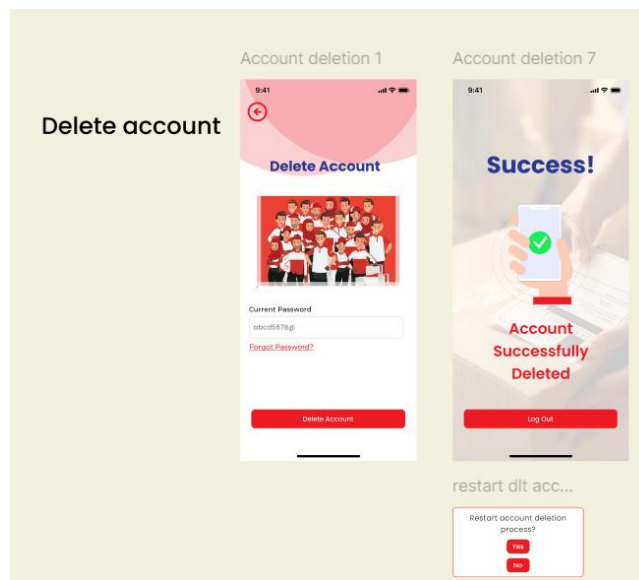 Account deletion 1
Account deletion 7
Delete account
9:41
Delete Account
Current Password
abcd5678@
Forgot Password?
Delete Account
9:41
Success!
Account
Successfully
Deleted
Log Out
restart dlt acc...
Restart account deletion
process?
Yes
No